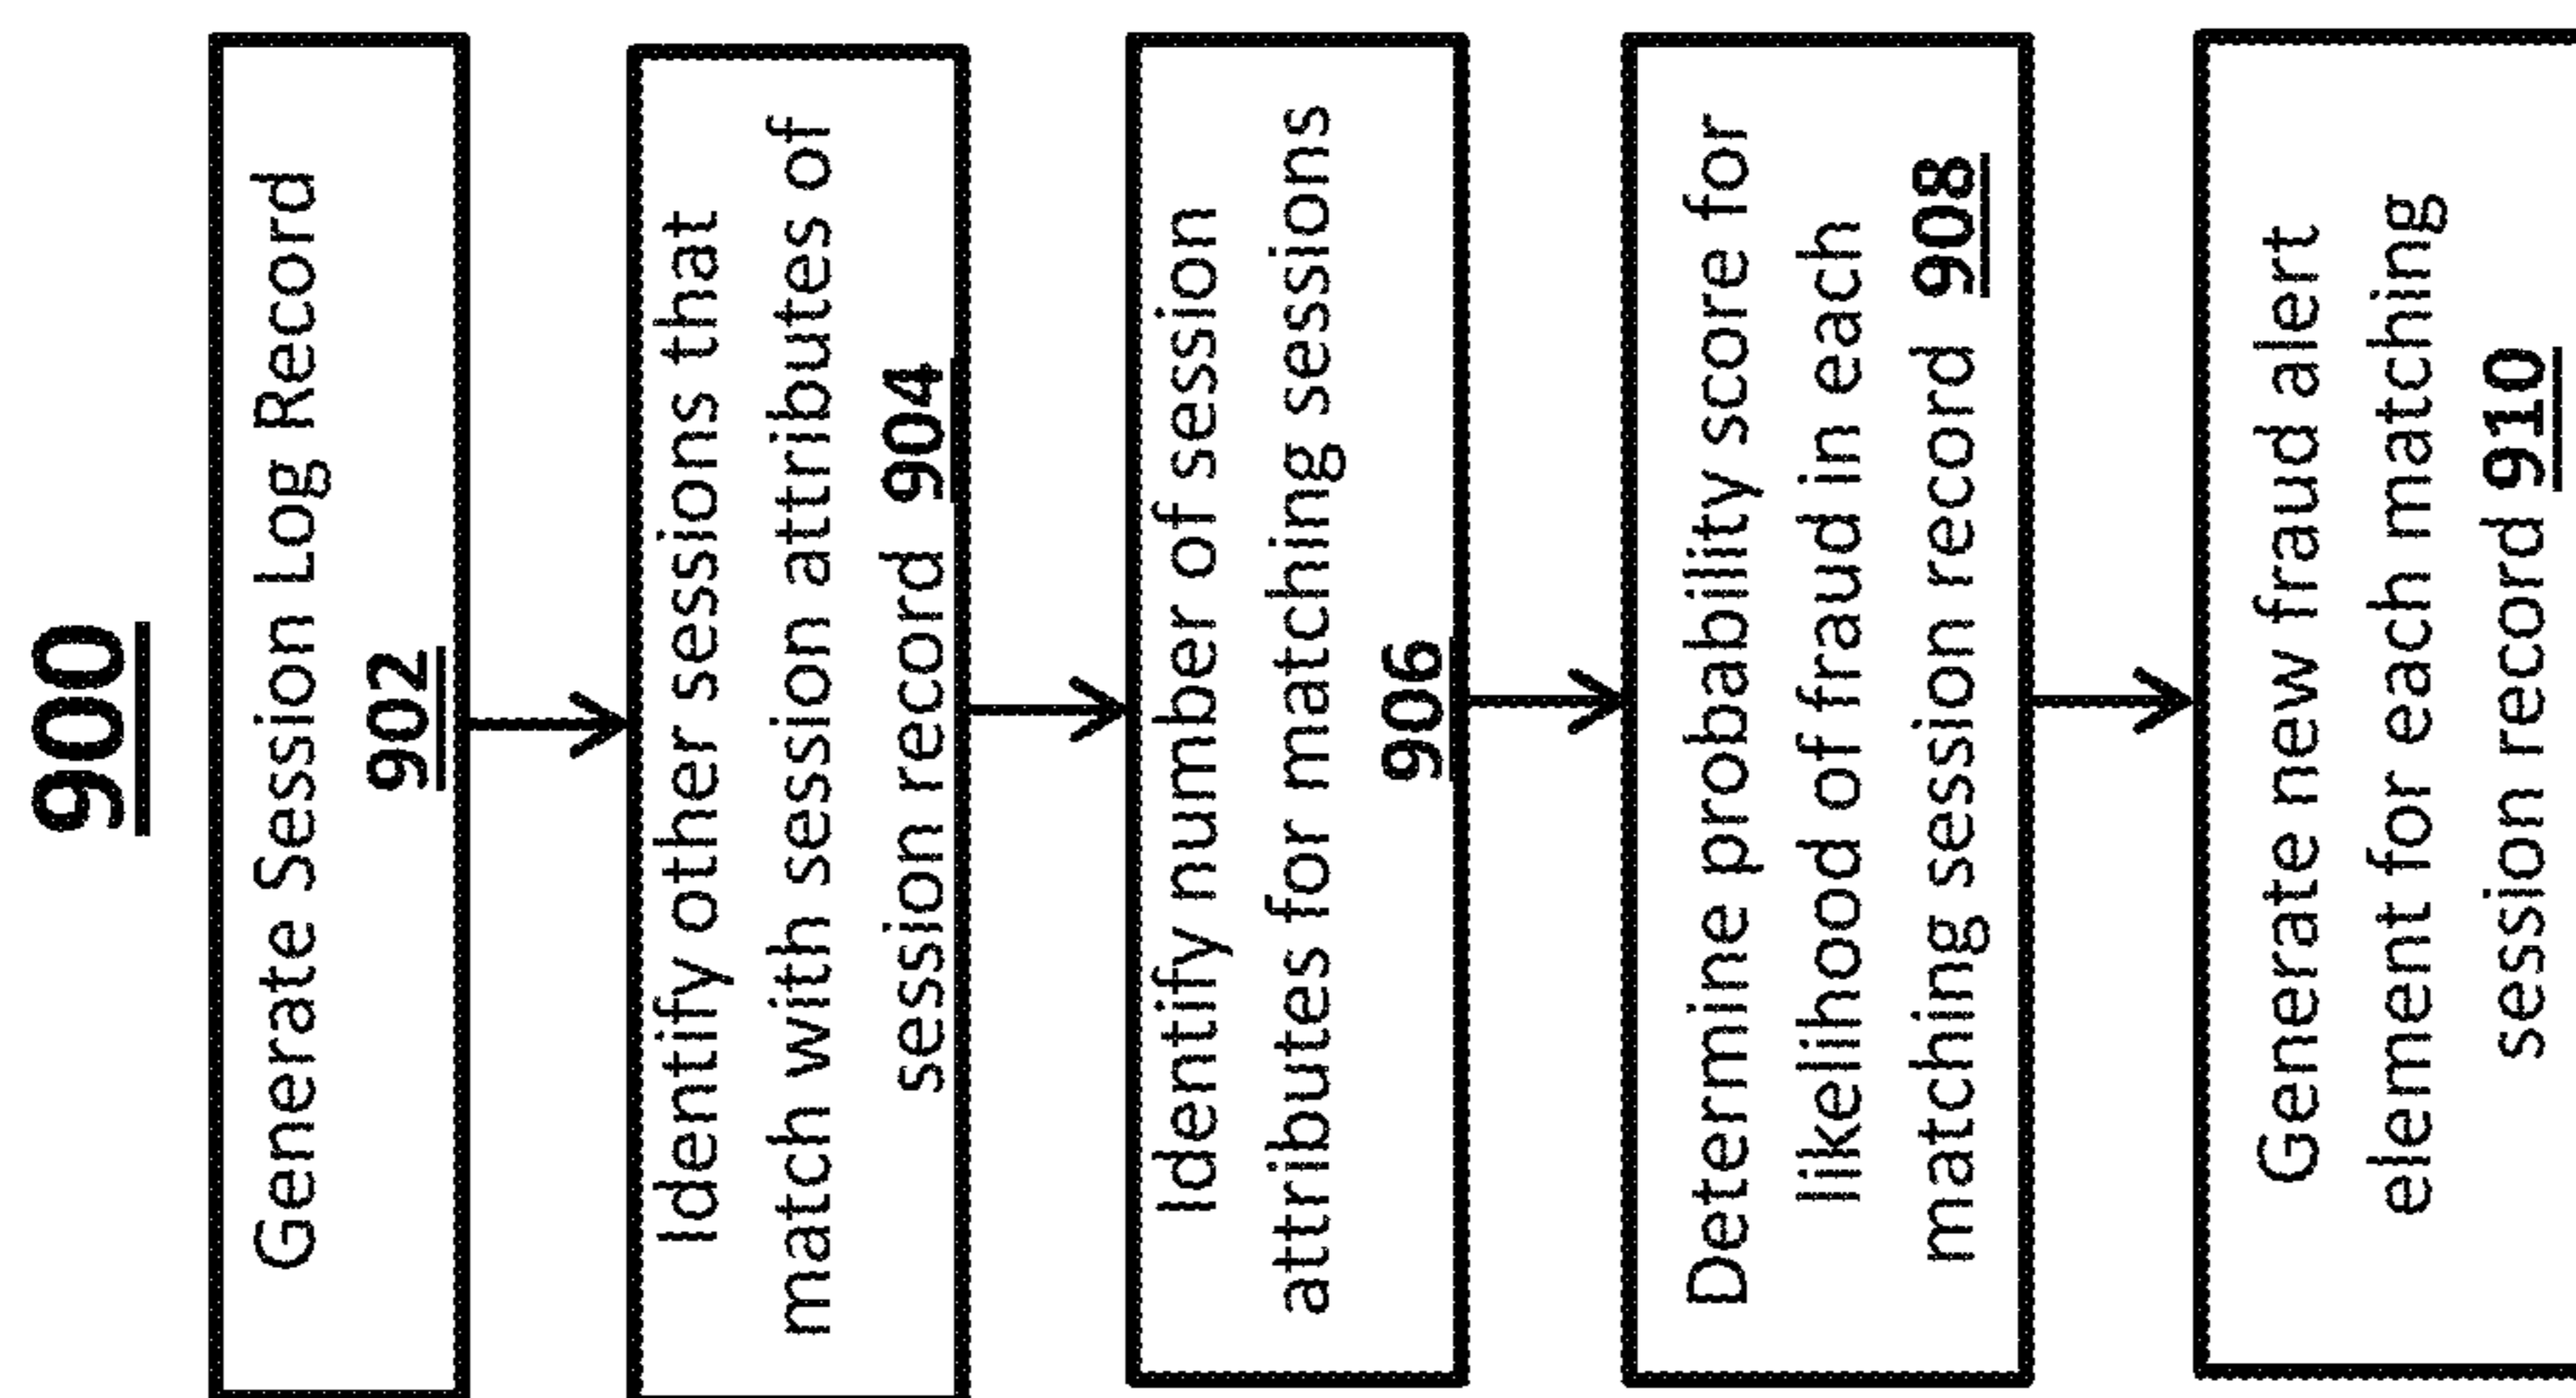 900
Generate Session Log Record
902
Identify other sessions that
match with session attributes of
session record 904
Identify number of session
attributes for matching sessions
906
Determine probability score for
likelihood of fraud in each
matching session record 908
Generate new fraud alert
element for each matching
session record 910